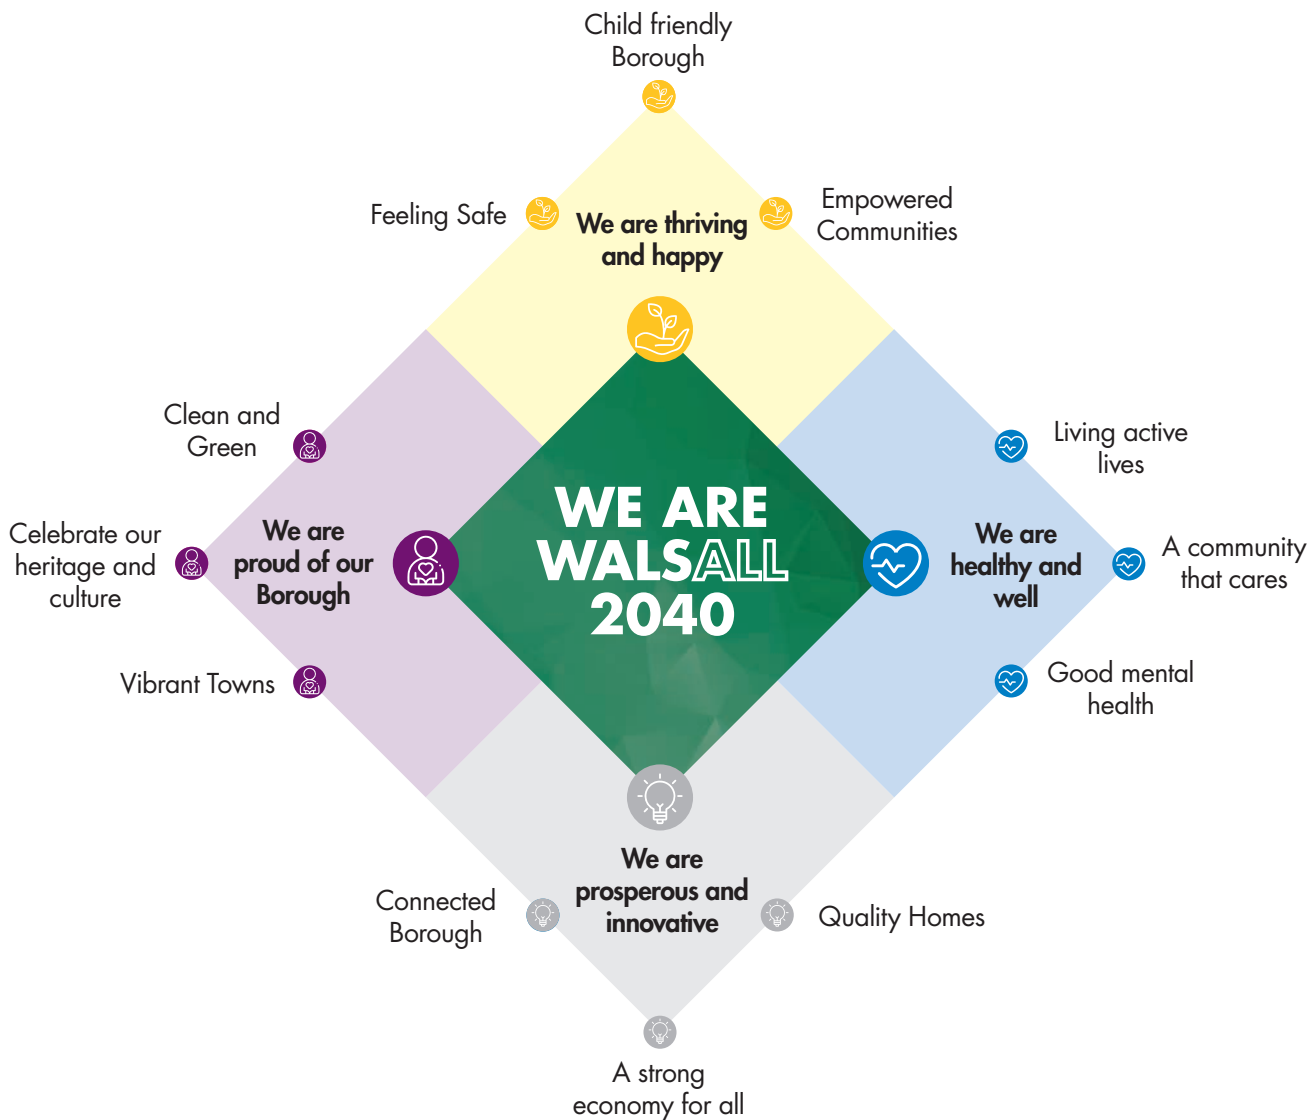 Child friendly
Borough
Feeling Safe
We are thriving
and happy
Empowered
Communities
Clean and
Green
Living active
lives
Celebrate our
heritage and
culture
We are
proud of our
Borough
WE ARE
WALSALL
2040
We are
healthy and
well
A community
that cares
Vibrant Towns
Good mental
health
Connected
Borough
We are
prosperous and
innovative
Quality Homes
A strong
economy for all